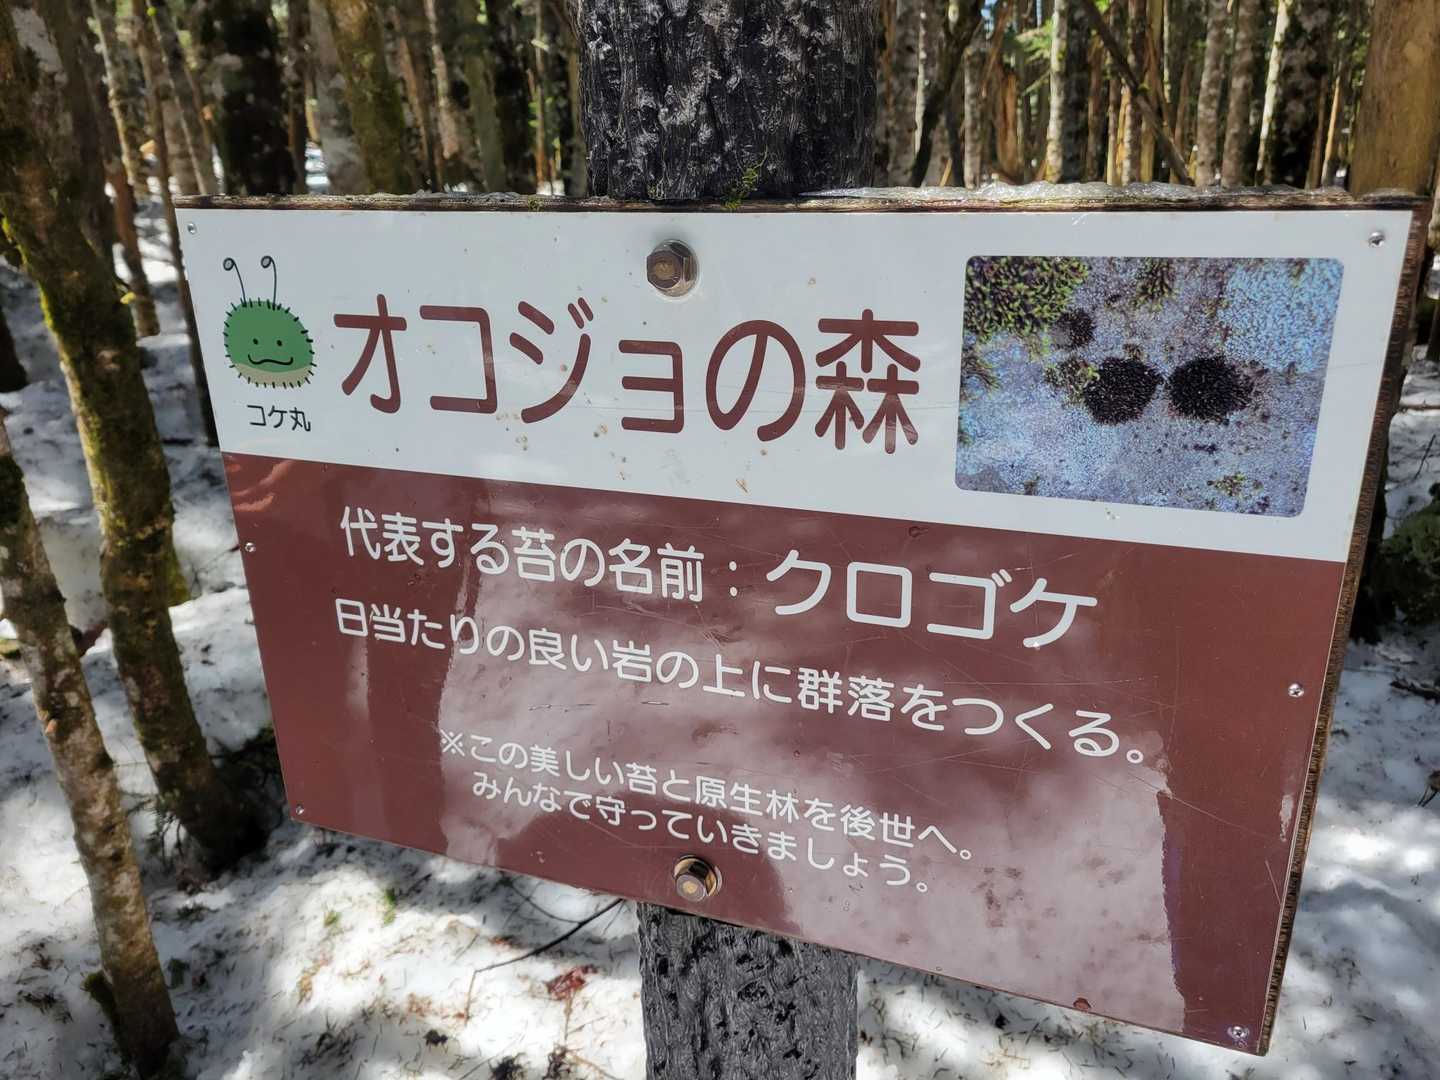 オコジョの森
コケ丸
代表する苔の名前：クロゴケ
日当たりの良い岩の上に群落をつくる。
※この美しい苔と原生林を後世へ。
みんなで守っていきましょう。